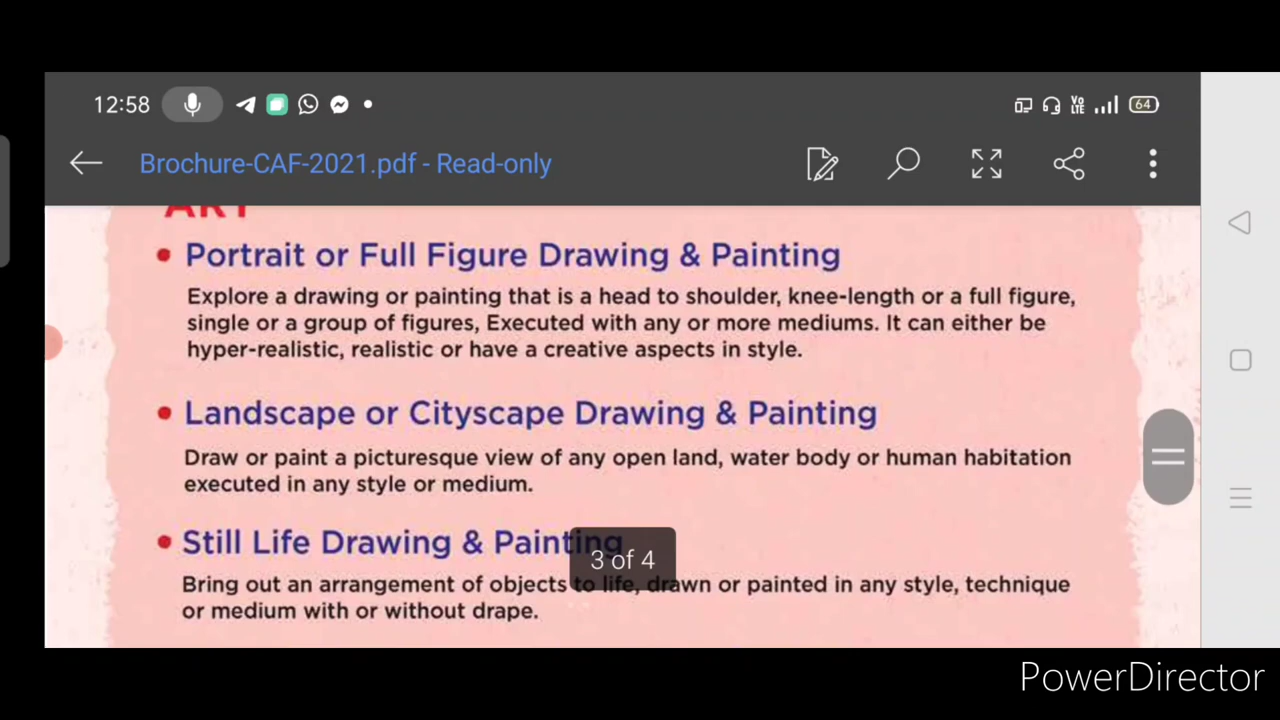 12:58
VO LTE 64
Brochure-CAF-2021.pdf - Read-only
ART
Portrait or Full Figure Drawing & Painting
Explore a drawing or painting that is a head to shoulder, knee-length or a full figure,
single or a group of figures, Executed with any or more mediums. It can either be
hyper-realistic, realistic or have a creative aspects in style.
Landscape or Cityscape Drawing & Painting
Draw or paint a picturesque view of any open land, water body or human habitation
executed in any style or medium.
Still Life Drawing & Painting
3 of 4
Bring out an arrangement of objects to life, drawn or painted in any style, technique
or medium with or without drape.
PowerDirector